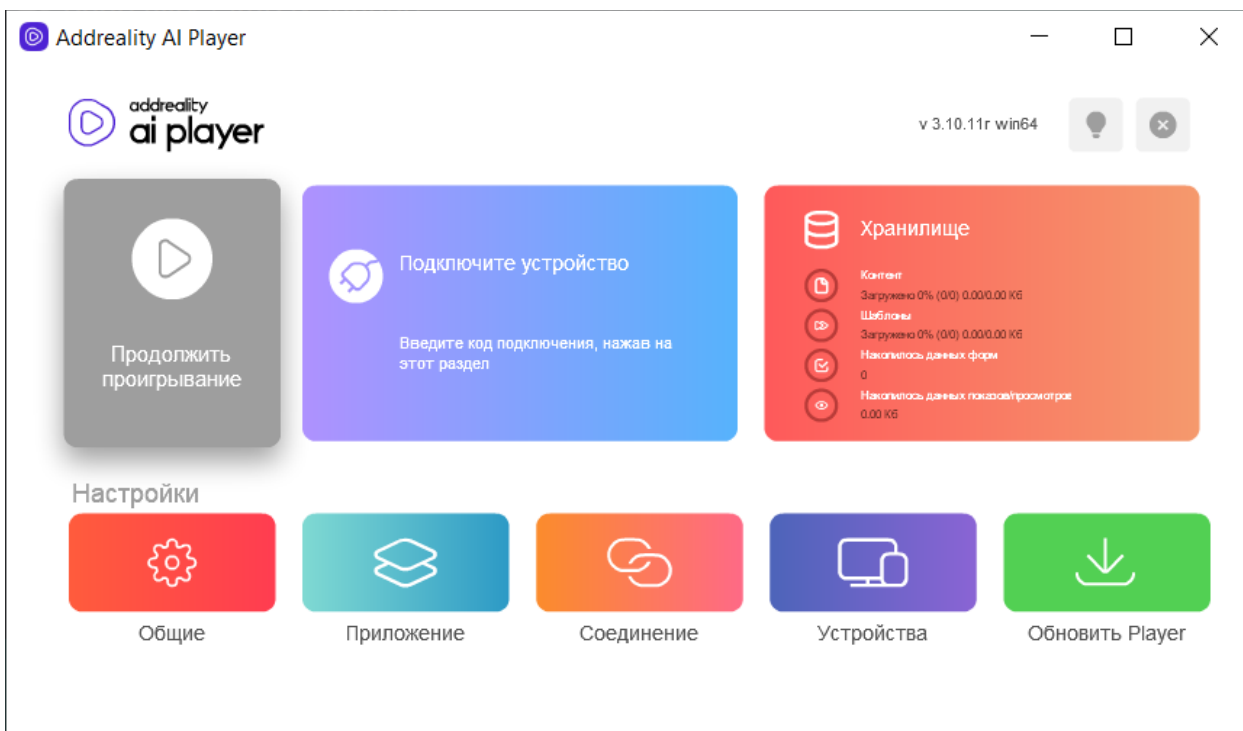 Addreality AI Player
addreality
ai player
v 3.10.11r win64
Продолжить
проигрывание
Подключите устройство
Введите код подключения, нажав на
этот раздел
Хранилище
Контент
Загружено 0% (0/0) 0.00/0.00 Кб
Шаблоны
Загружено 0% (0/0) 0.00/0.00 Кб
Накопилось данных форм
0
Накопилось данных показов/просмотров
0.00 Кб
Настройки
Общие
Приложение
Соединение
Устройства
Обновить Player